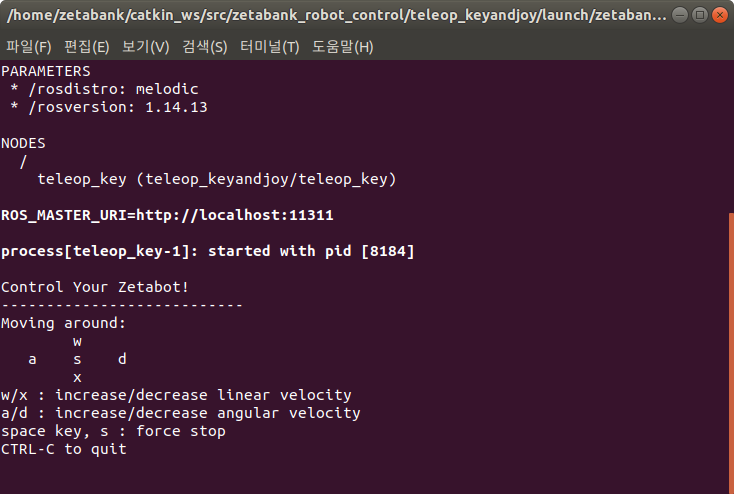 /home/zetabank/catkin_ws/src/zetabank_robot_control/teleop_keyandjoy/launch/zetaban...
파일(F) 편집(E) 보기(V) 검색(S) 터미널(T) 도움말(H)
PARAMETERS
 * /rosdistro: melodic
 * /rosversion: 1.14.13
NODES
  /
    teleop_key (teleop_keyandjoy/teleop_key)
ROS_MASTER_URI=http://localhost:11311
process[teleop_key-1]: started with pid [8184]
Control Your Zetabot!
---------------------------
Moving around:
        w
   a    s    d
        x
w/x : increase/decrease linear velocity
a/d : increase/decrease angular velocity
space key, s : force stop
CTRL-C to quit